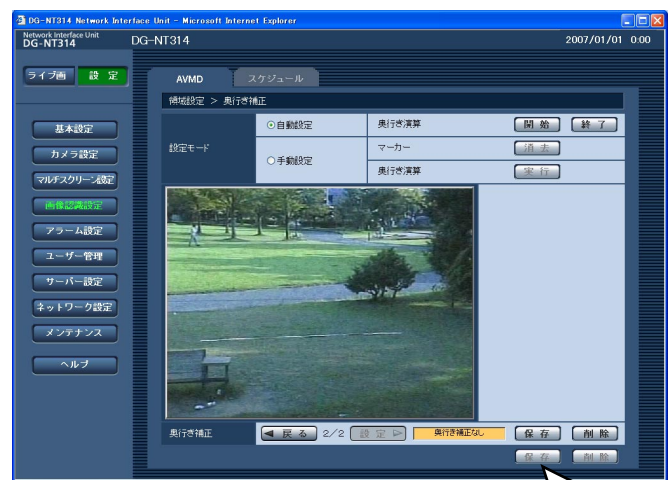 DG-NT314 Network Interface Unit - Microsoft Internet Explorer
Network Interface Unit
DG-NT314
DG-NT314
2007/01/01 0:00
ライブ画
設 定
AVMD
スケジュール
領域設定 > 奥行き補正
基本設定
カメラ設定
マルチスクリーン設定
画像認識設定
アラーム設定
ユーザー管理
サーバー設定
ネットワーク設定
メンテナンス
ヘルプ
設定モード
自動設定
奥行き演算
開 始
終 了
手動設定
マーカー
消 去
奥行き演算
実 行
奥行き補正
戻 る
2/2
設 定
奥行き補正なし
保 存
削 除
保 存
削 除